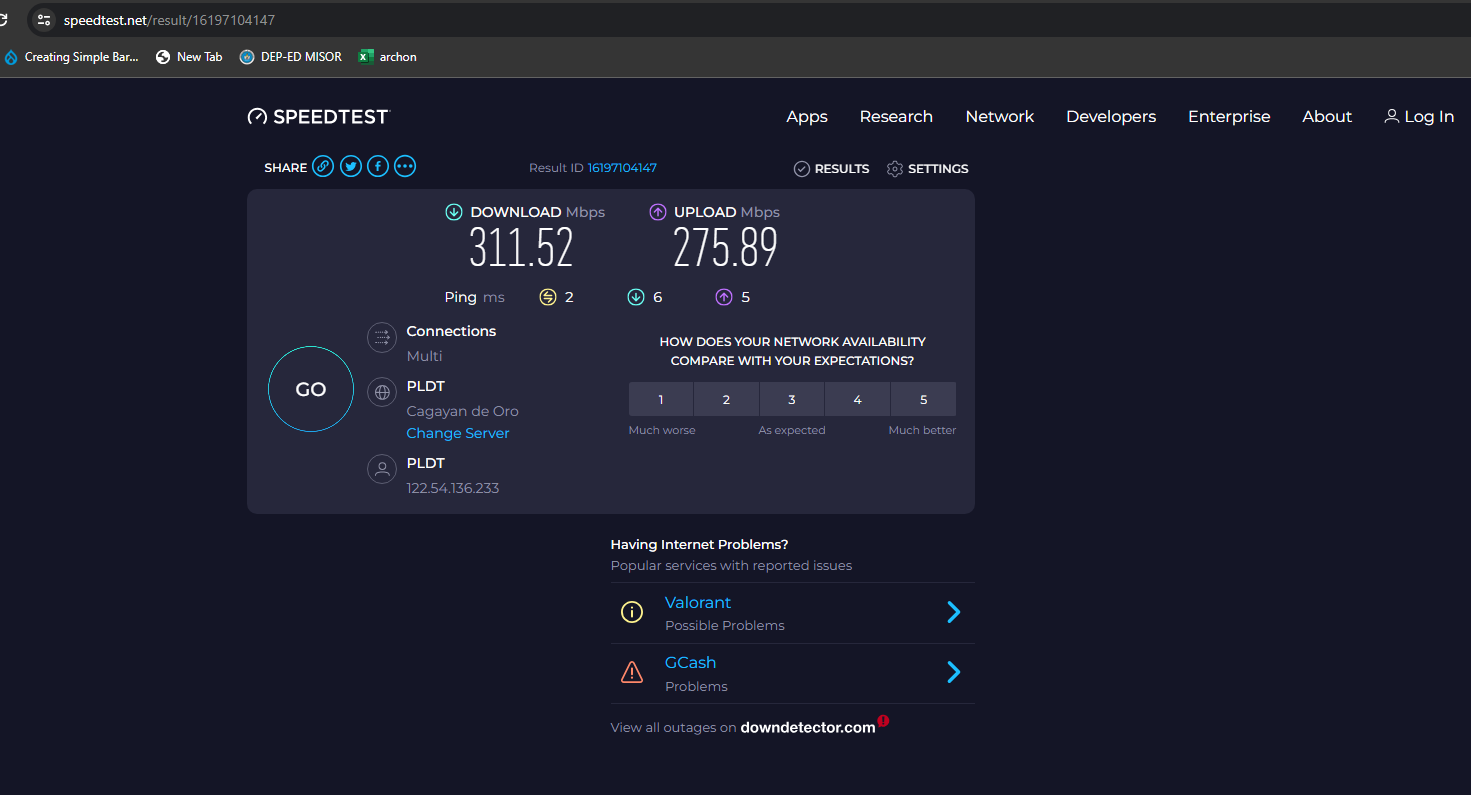 speedtest.net/result/16197104147
Creating Simple Bar... New Tab DEP-ED MISOR archon
SPEEDTEST
Apps Research Network Developers Enterprise About Log In
SHARE
Result ID 16197104147
RESULTS SETTINGS
DOWNLOAD Mbps
311.52
UPLOAD Mbps
275.89
Ping ms 2 6 5
GO
Connections
Multi
PLDT
Cagayan de Oro
Change Server
PLDT
122.54.136.233
HOW DOES YOUR NETWORK AVAILABILITY
COMPARE WITH YOUR EXPECTATIONS?
1 2 3 4 5
Much worse As expected Much better
Having Internet Problems?
Popular services with reported issues
Valorant
Possible Problems
GCash
Problems
View all outages on downdetector.com